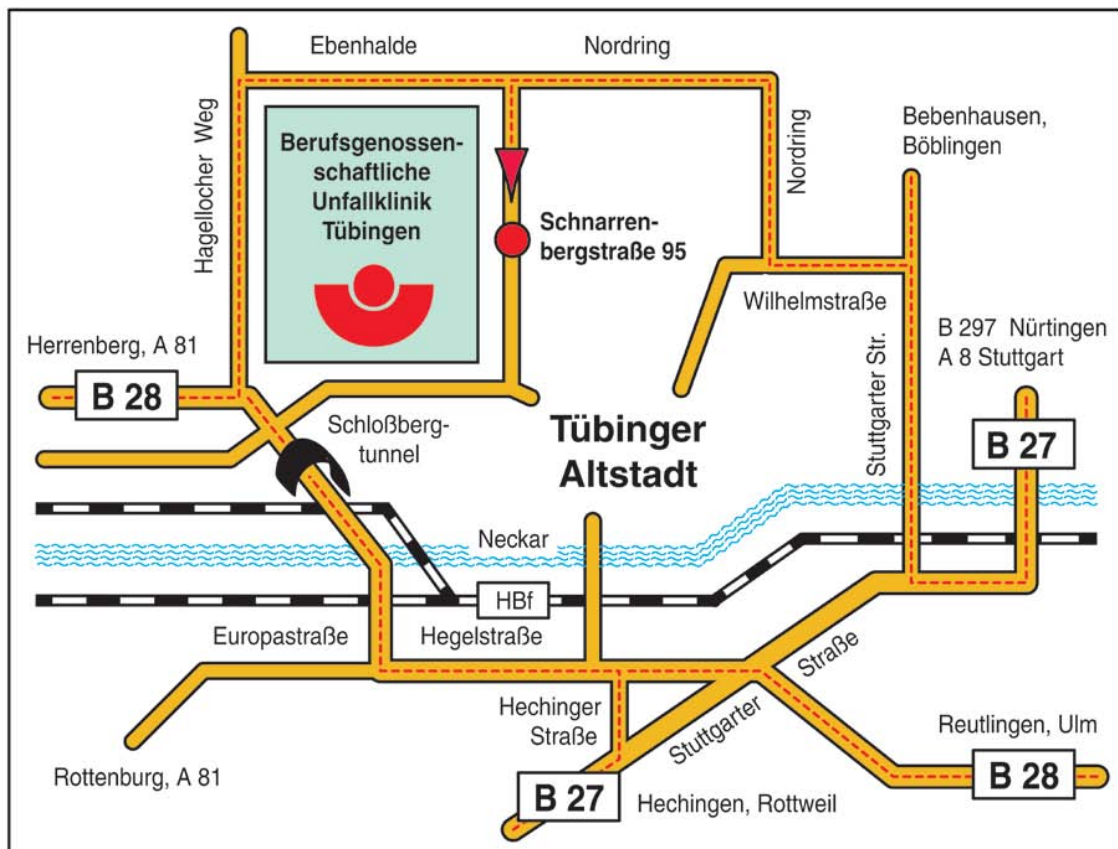 Ebenhalde
Nordring
Hagellocher Weg
Berufsgenossen-
schaftliche
Unfallklinik
Tübingen
Schnarren-
bergstraße 95
Nordring
Bebenhausen,
Böblingen
Wilhelmstraße
Herrenberg, A 81
B 28
Schloßberg-
tunnel
Tübinger
Altstadt
Stuttgarter Str.
B 297 Nürtingen
A 8 Stuttgart
B 27
Neckar
HBf
Europastraße
Hegelstraße
Hechinger
Straße
Stuttgarter
Straße
Rottenburg, A 81
B 27
Hechingen, Rottweil
Reutlingen, Ulm
B 28